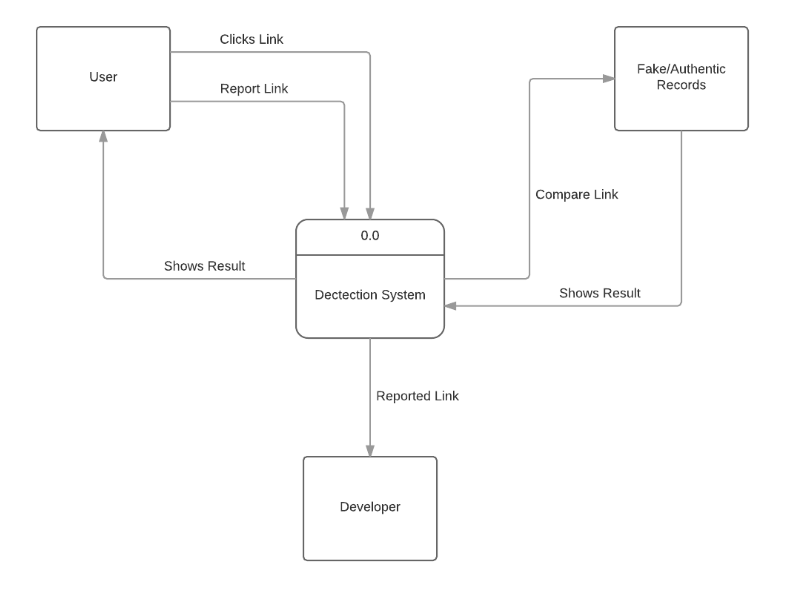 Clicks Link
User
Fake/Authentic
Records
Report Link
Compare Link
0.0
Shows Result
Dectection System
Shows Result
Reported Link
Developer